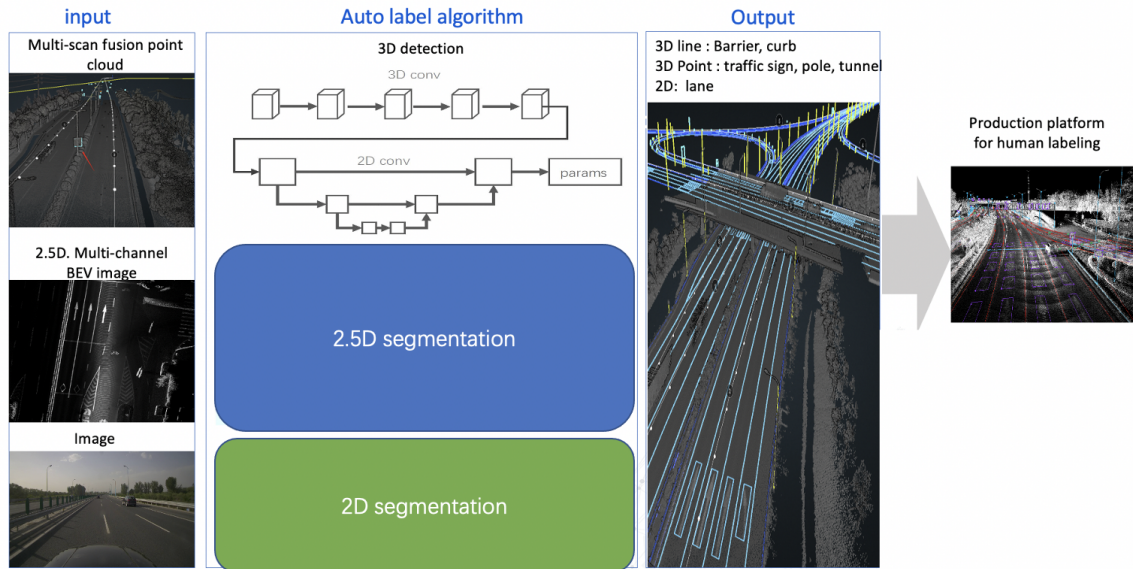 input
Auto label algorithm
Output
Multi-scan fusion point
cloud
2.5D. Multi-channel
BEV image
Image
3D detection
3D conv
2D conv
params
2.5D segmentation
2D segmentation
3D line : Barrier, curb
3D Point : traffic sign, pole, tunnel
2D:  lane
Production platform
for human labeling